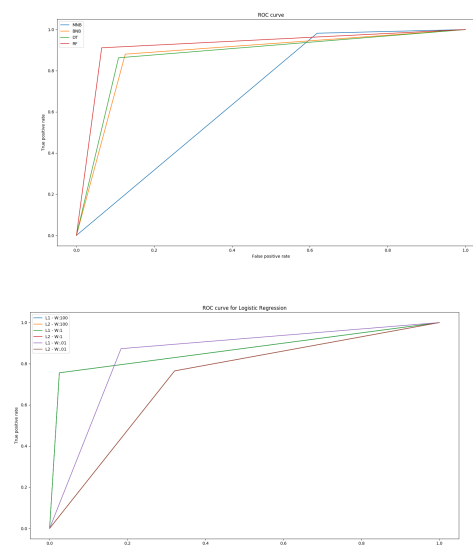 ROC curve
MNB
BNB
DT
RF
1.0
0.8
0.6
0.4
0.2
0.0
True positive rate
0.0 0.2 0.4 0.6 0.8 1.0
False positive rate
ROC curve for Logistic Regression
L1 - W:100
L2 - W:100
L1 - W:1
L2 - W:1
L1 - W:.01
L2 - W:.01
1.0
0.8
0.6
0.4
0.2
0.0
True positive rate
0.0 0.2 0.4 0.6 0.8 1.0